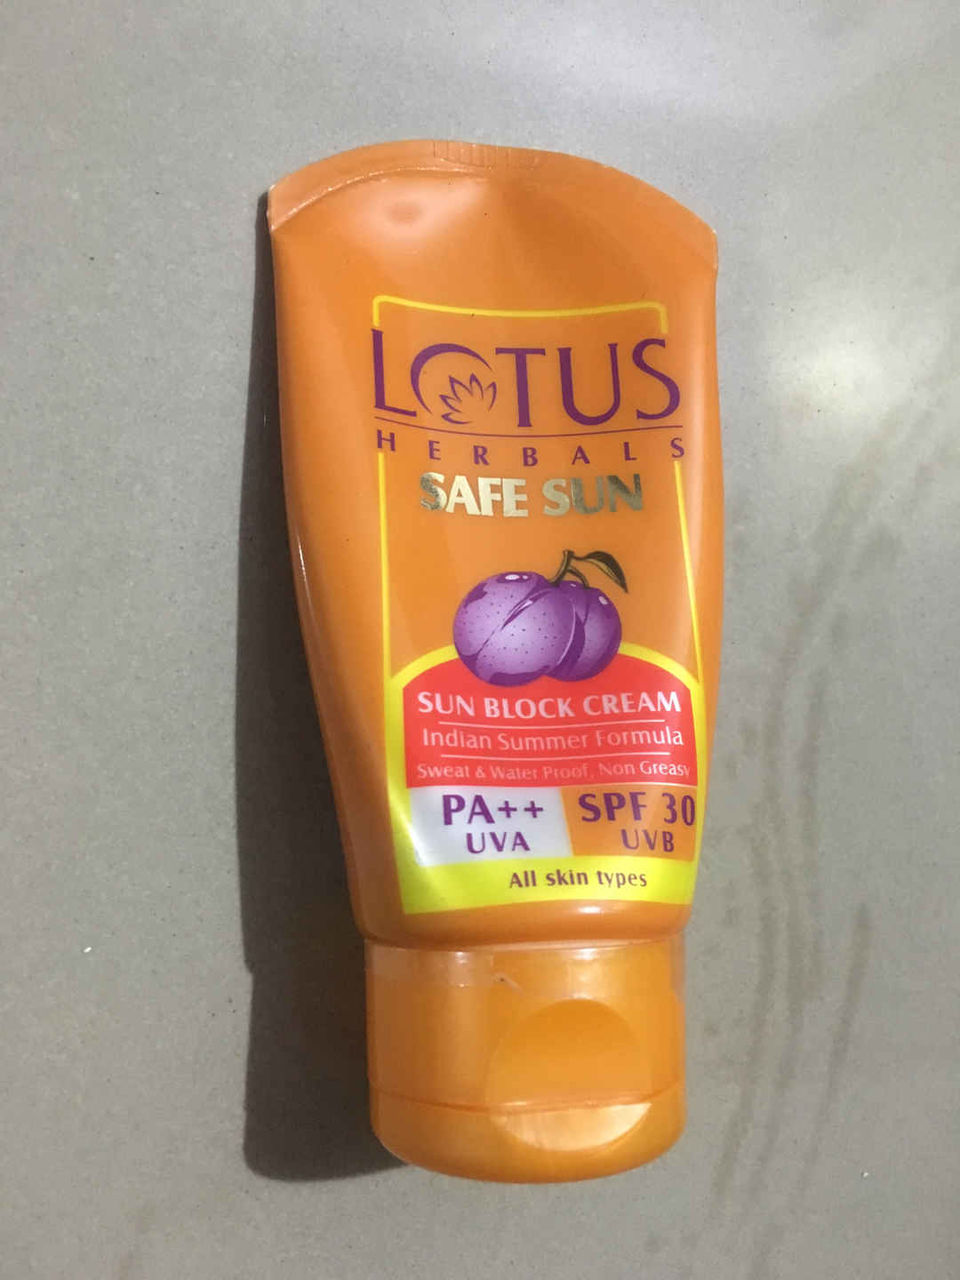 LOTUS
HERBALS
SAFE SUN
SUN BLOCK CREAM
Indian Summer Formula
Sweat & Water Proof, Non Greasy
PA++ SPF 30
UVA UVB
All skin types